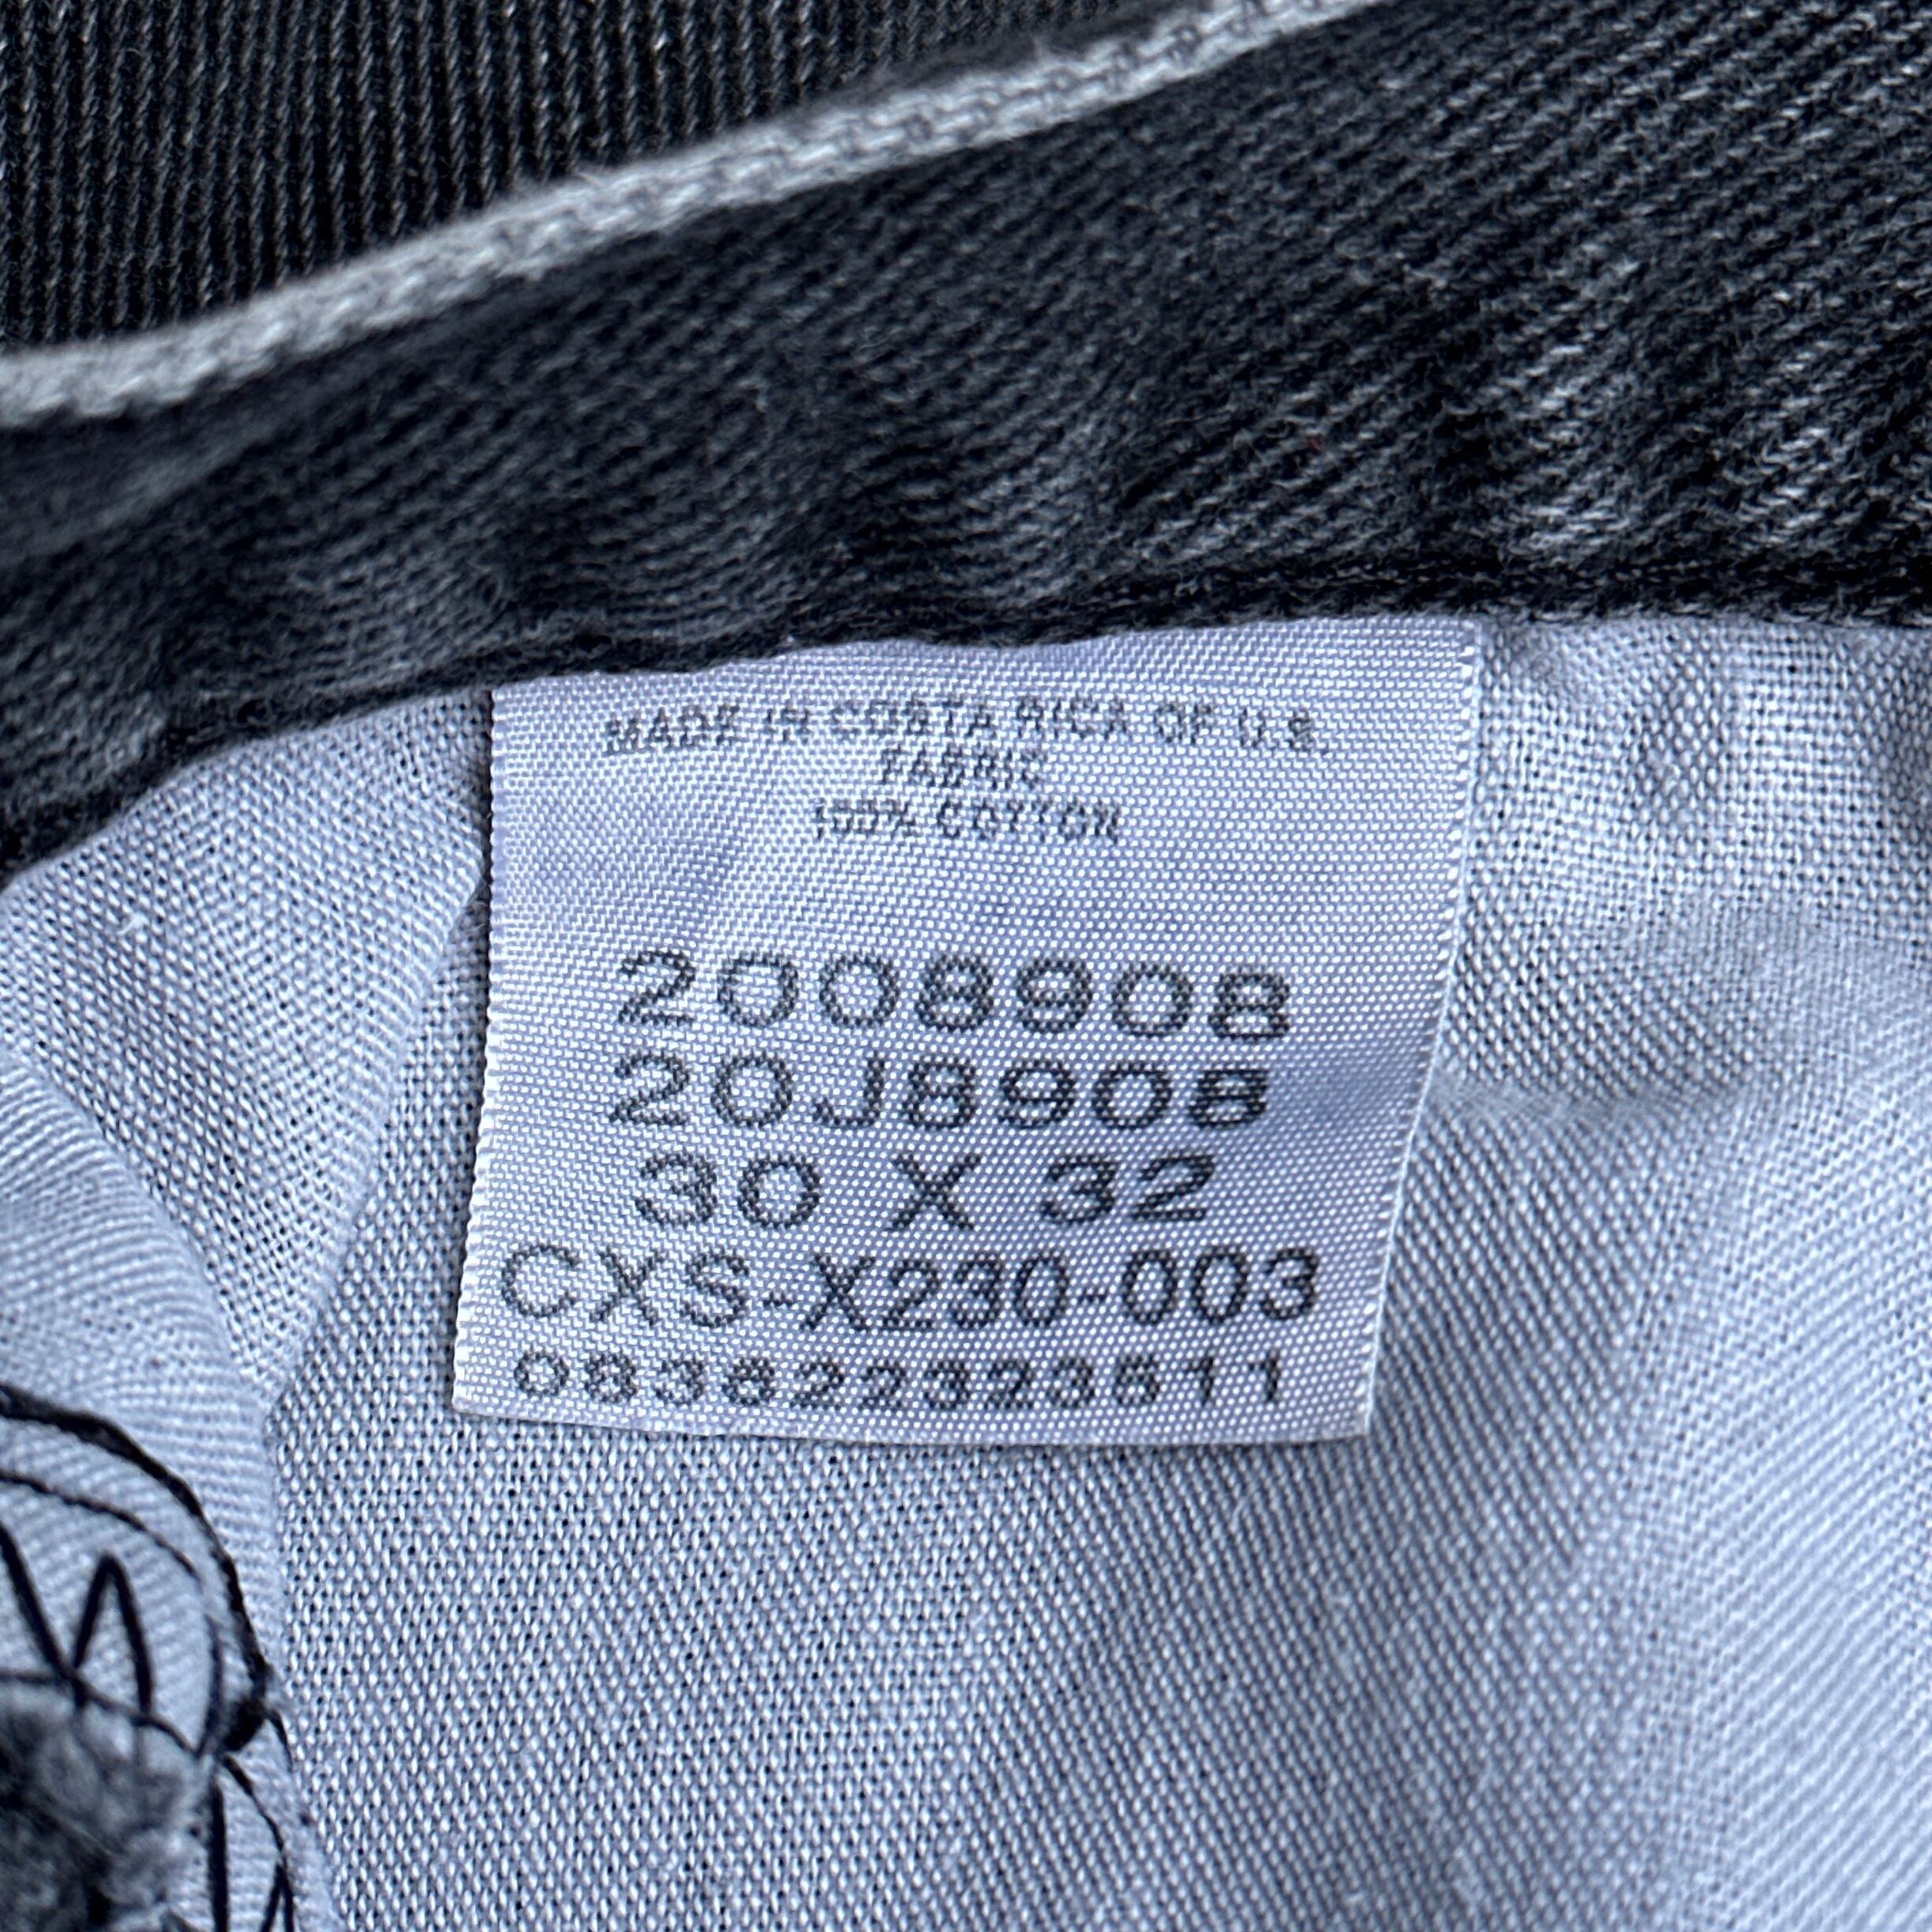 MADE IN COSTA RICA OF U.S.
FABRIC
100% COTTON
2008908
20J8908
30 X 32
CXS-X230-003